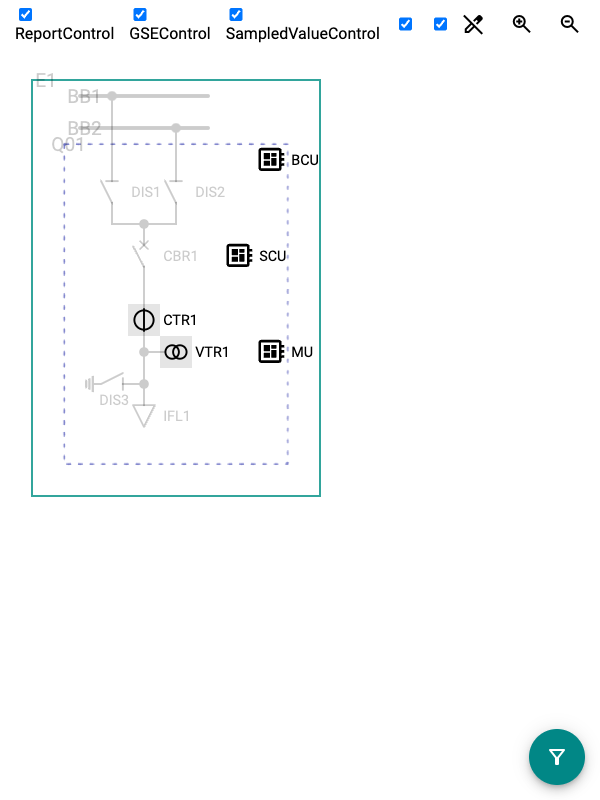 ReportControl
GSEControl
SampledValueControl
E1
BB1
BB2
Q01
BCU
DIS1
DIS2
CBR1
SCU
CTR1
VTR1
MU
DIS3
IFL1